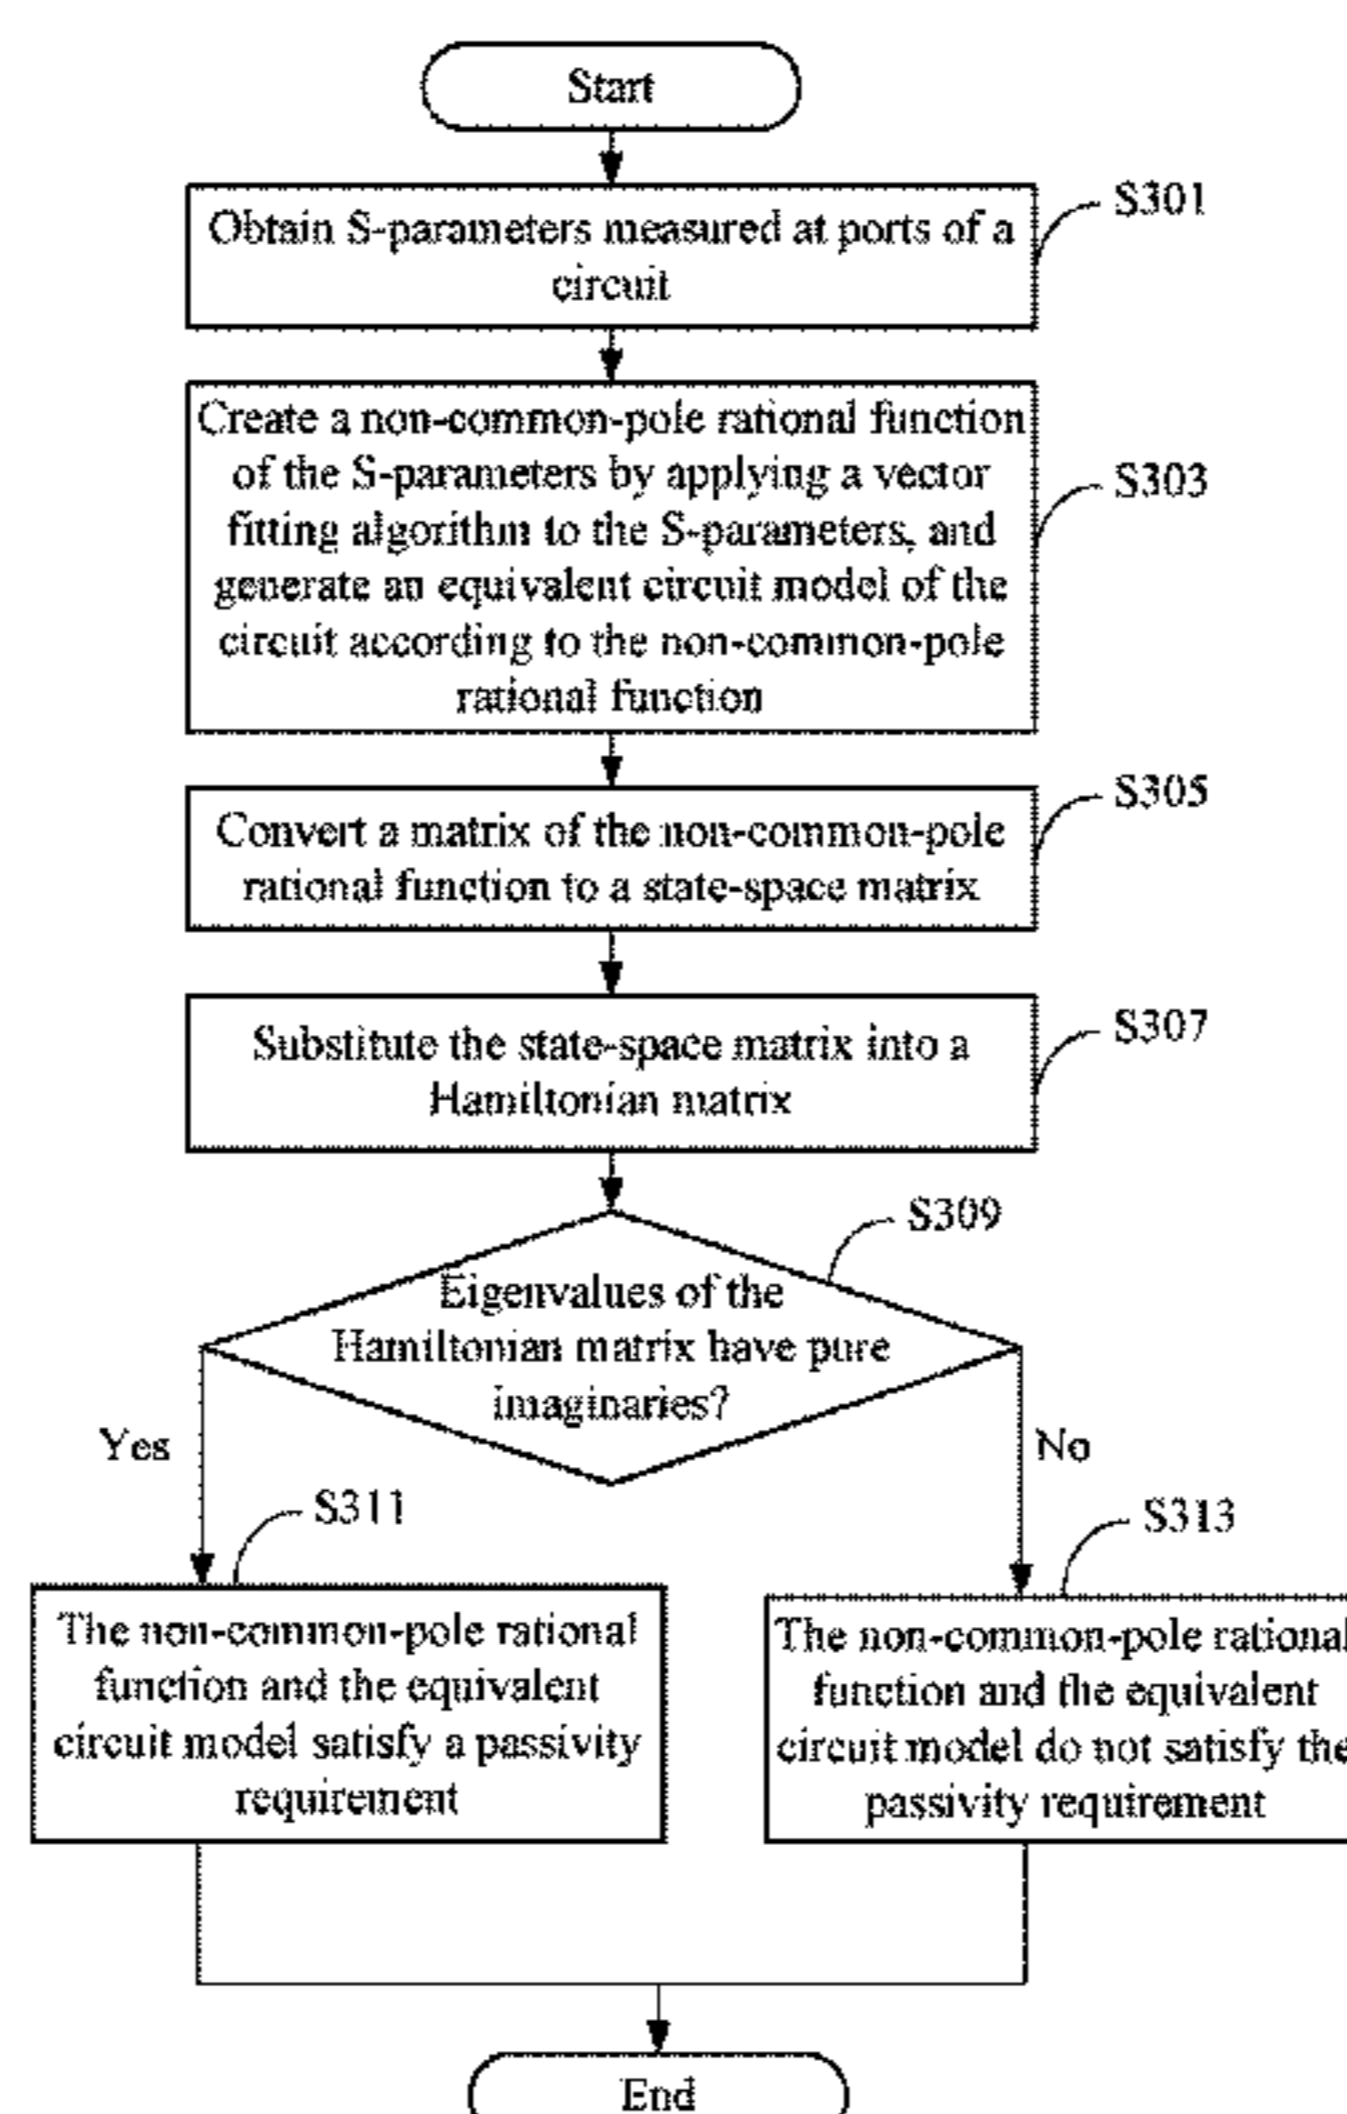 Start
S301
Obtain S-parameters measured at ports of a
circuit
Create a non-common-pole rational function
of the S-parameters by applying a vector
fitting algorithm to the S-parameters, and
generate an equivalent circuit model of the
circuit according to the non-common-pole
rational function
S303
S305
Convert a matrix of the non-common-pole
rational function to a state-space matrix
S307
Substitute the state-space matrix into a
Hamiltonian matrix
S309
Eigenvalues of the
Hamiltonian matrix have pure
imaginaries?
Yes
No
S311
The non-common-pole rational
function and the equivalent
circuit model satisfy a passivity
requirement
S313
The non-common-pole rational
function and the equivalent
circuit model do not satisfy the
passivity requirement
End